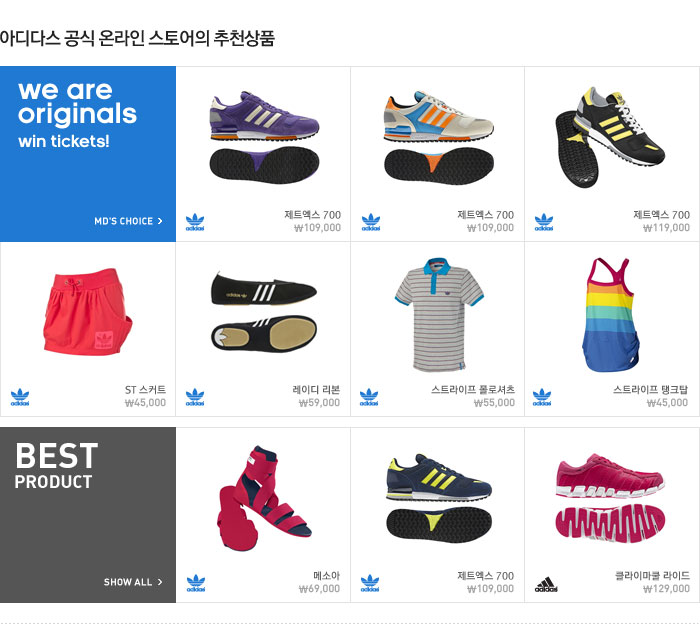 아디다스 공식 온라인 스토어의 추천상품
we are
originals
win tickets!
MD'S CHOICE >
adidas
제트엑스 700
₩109,000
adidas
제트엑스 700
₩109,000
adidas
제트엑스 700
₩119,000
adidas
ST 스커트
₩45,000
adidas
레이디 리본
₩59,000
adidas
스트라이프 폴로셔츠
₩55,000
adidas
스트라이프 탱크탑
₩45,000
BEST
PRODUCT
SHOW ALL >
adidas
메소아
₩69,000
adidas
제트엑스 700
₩109,000
adidas
클라이마쿨 라이드
₩129,000